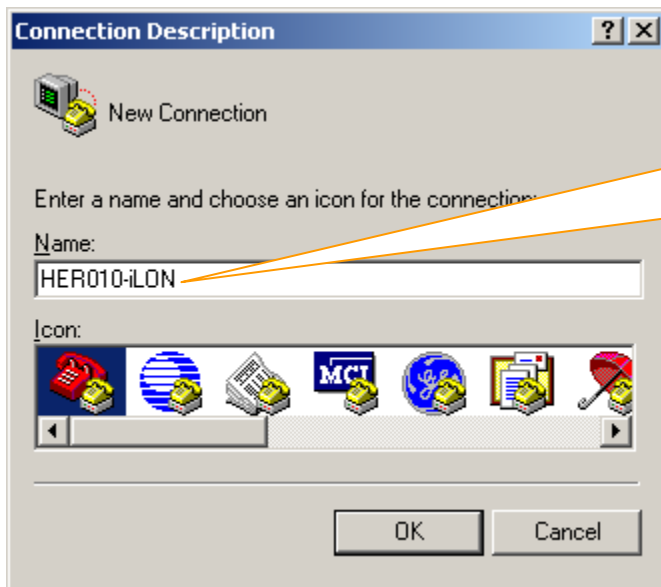 Connection Description
New Connection
Enter a name and choose an icon for the connection:
Name:
HER010-iLON
Icon:
MCI
OK
Cancel